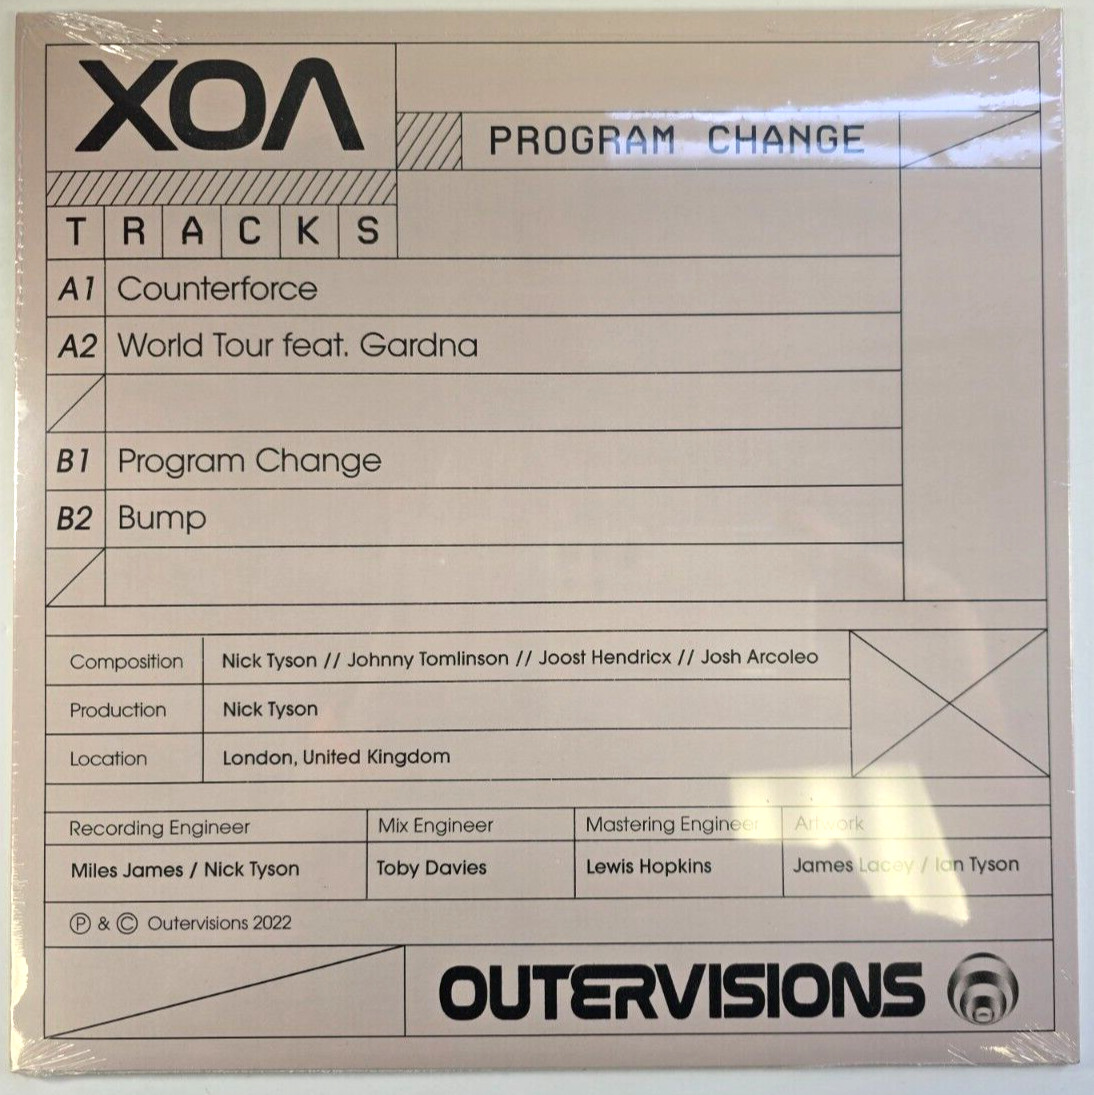 XOA
PROGRAM CHANGE
TRACKS
A1 Counterforce
A2 World Tour feat. Gardna
B1 Program Change
B2 Bump
Composition Nick Tyson // Johnny Tomlinson // Joost Hendricx // Josh Arcoleo
Production Nick Tyson
Location London, United Kingdom
Recording Engineer Mix Engineer Mastering Engineer Artwork
Miles James / Nick Tyson Toby Davies Lewis Hopkins James Lacey / Ian Tyson
Ⓟ & © Outervisions 2022
OUTERVISIONS